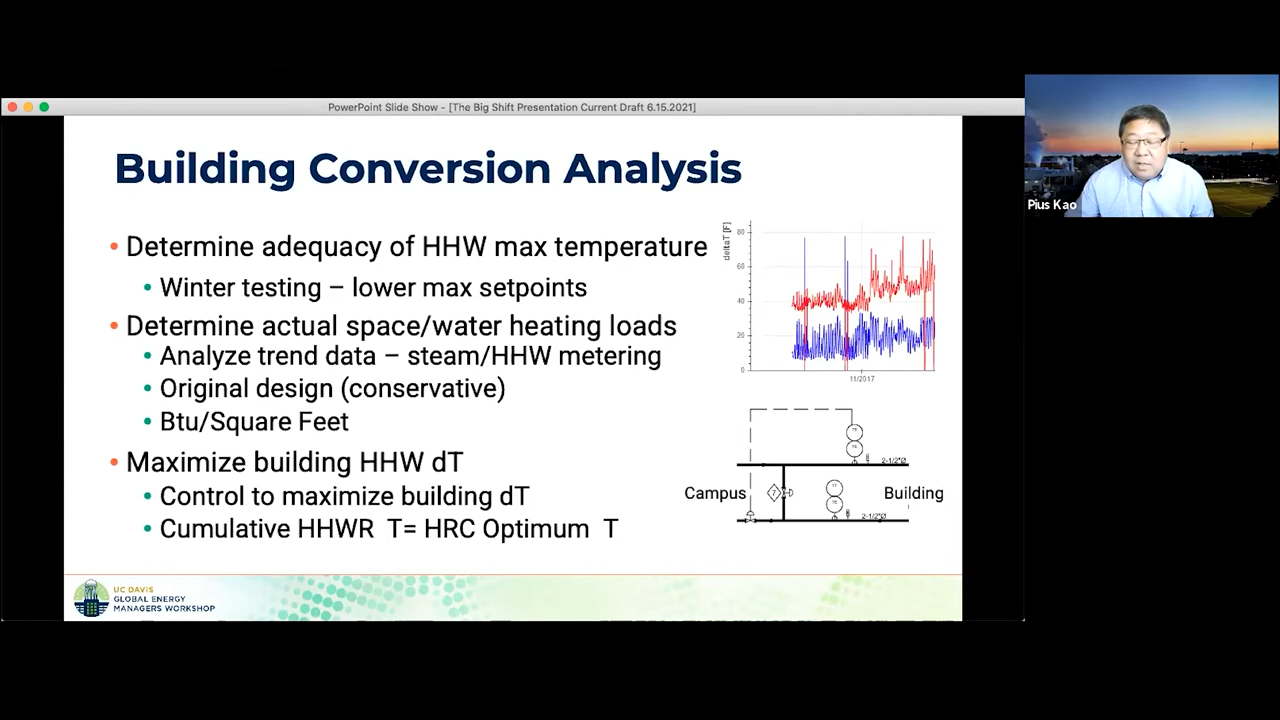 PowerPoint Slide Show - [The Big Shift Presentation Current Draft 6.15.2021]
Building Conversion Analysis
• Determine adequacy of HHW max temperature
• Winter testing – lower max setpoints
• Determine actual space/water heating loads
• Analyze trend data – steam/HHW metering
• Original design (conservative)
• Btu/Square Feet
• Maximize building HHW dT
• Control to maximize building dT
• Cumulative HHWR T= HRC Optimum T
deltaT [F]
80
60
40
20
0
11/2017
2-1/2"Ø
Campus
7
Building
2-1/2"Ø
UC DAVIS
GLOBAL ENERGY
MANAGERS WORKSHOP
Pius Kao